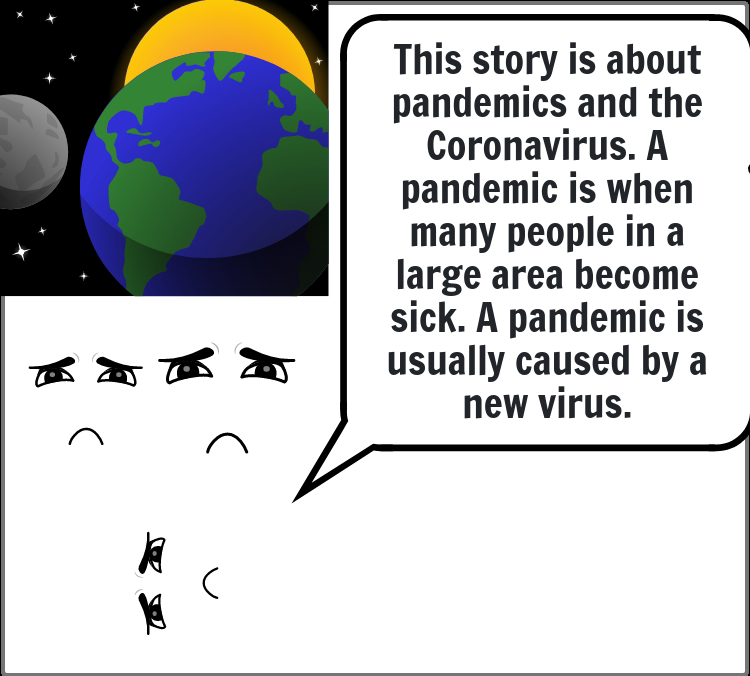 This story is about
pandemics and the
Coronavirus. A
pandemic is when
many people in a
large area become
sick. A pandemic is
usually caused by a
new virus.